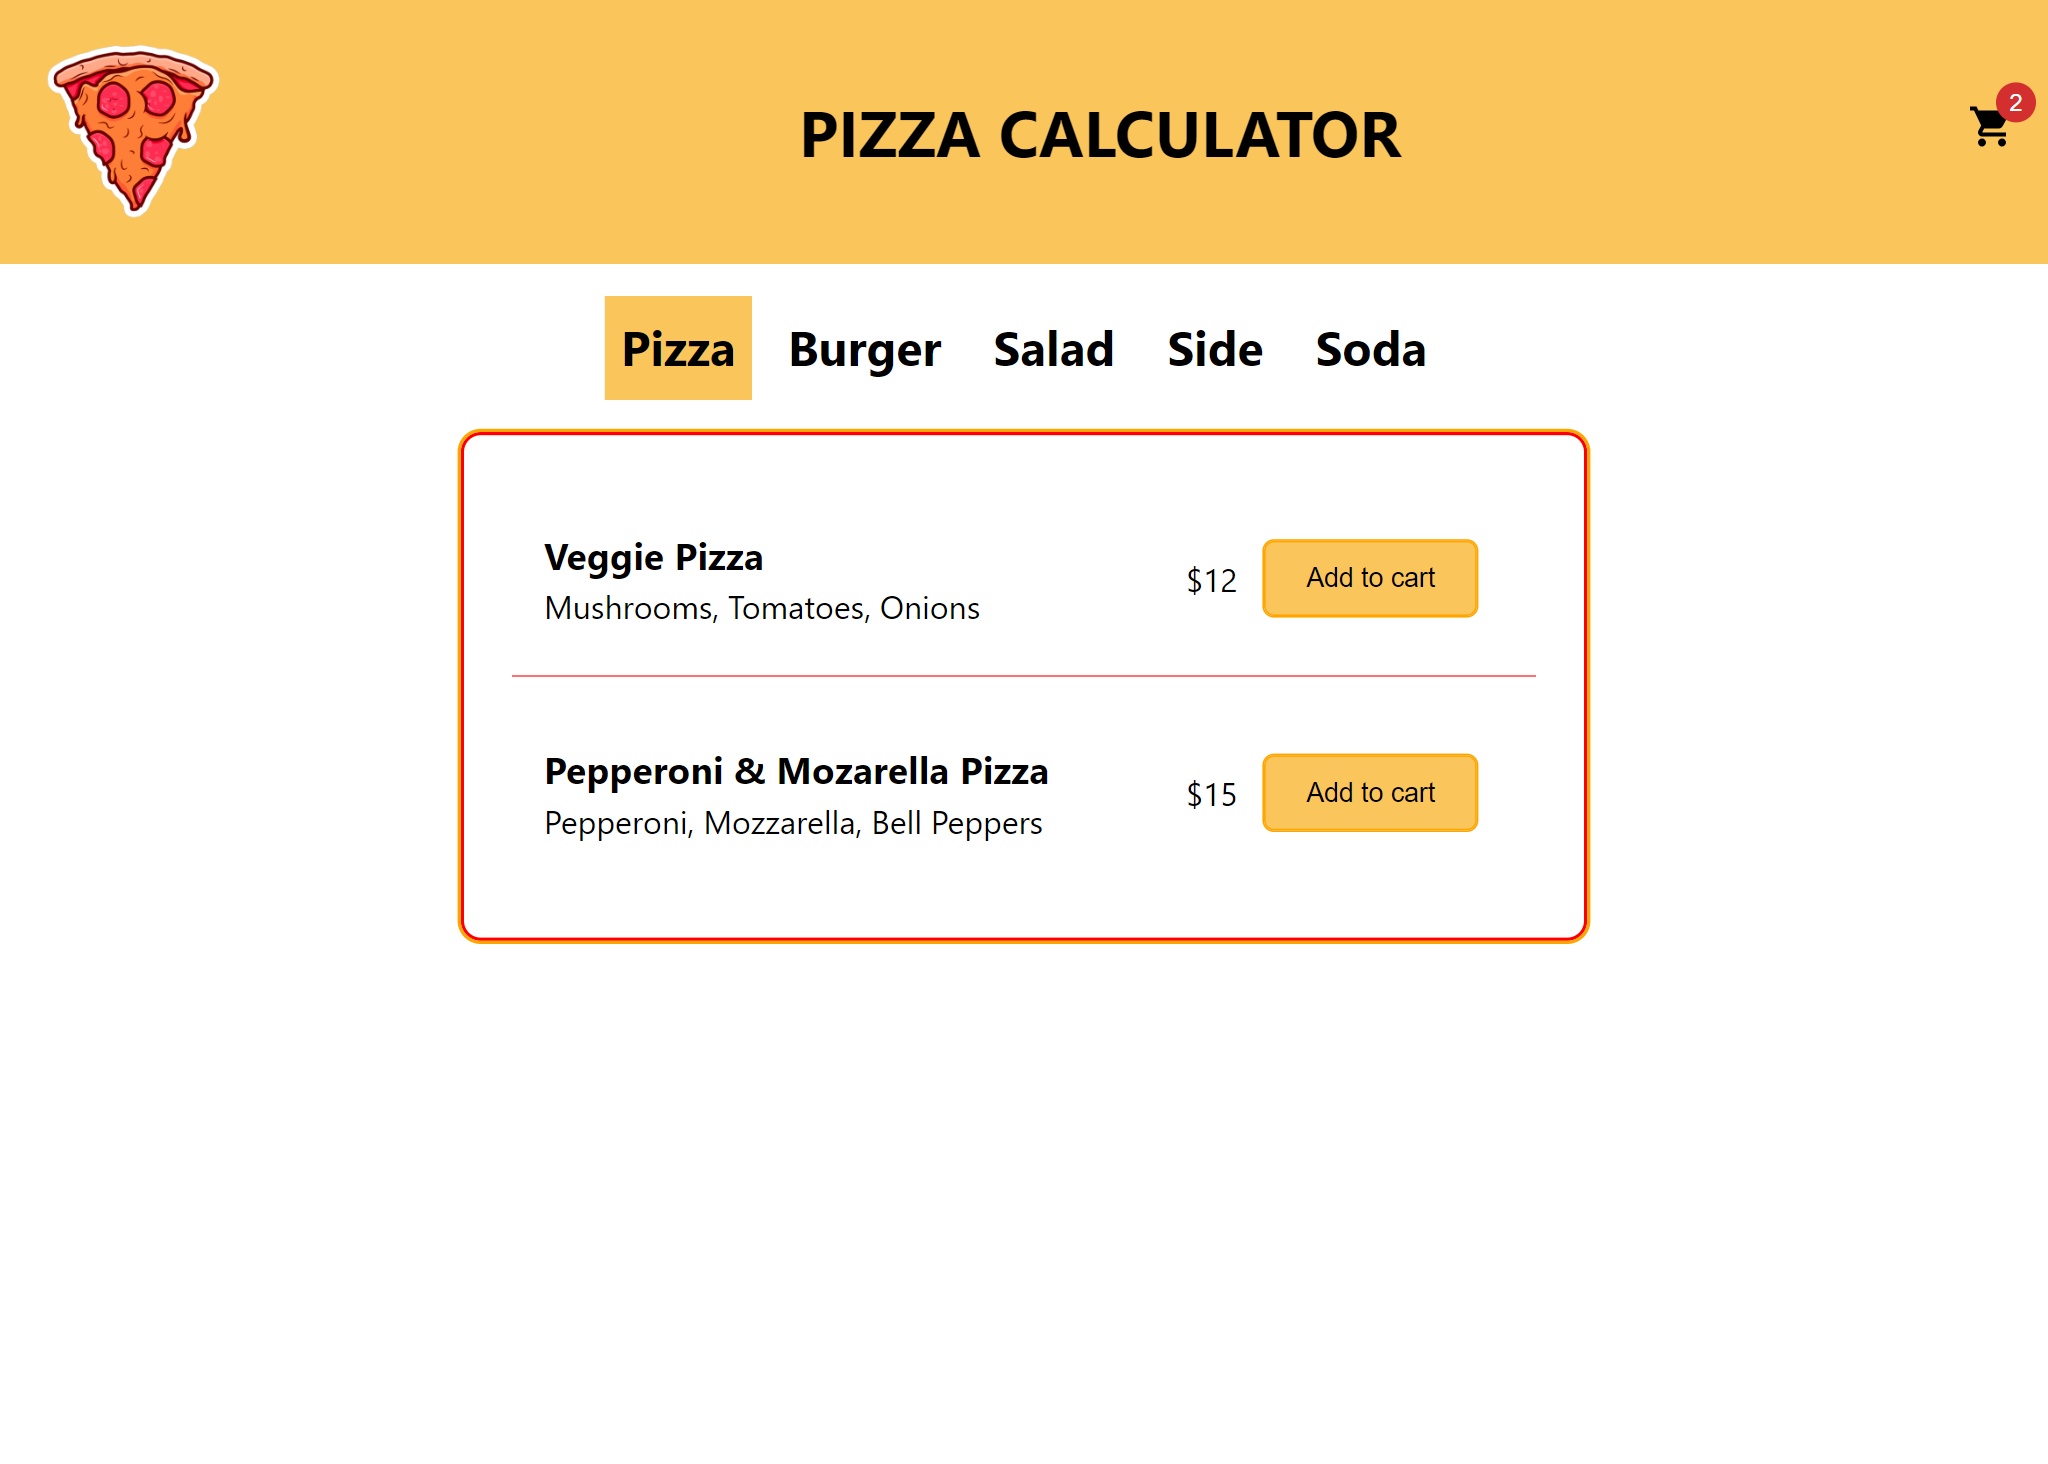 PIZZA CALCULATOR
2
Pizza Burger Salad Side Soda
Veggie Pizza
Mushrooms, Tomatoes, Onions
$12
Add to cart
Pepperoni & Mozarella Pizza
Pepperoni, Mozzarella, Bell Peppers
$15
Add to cart